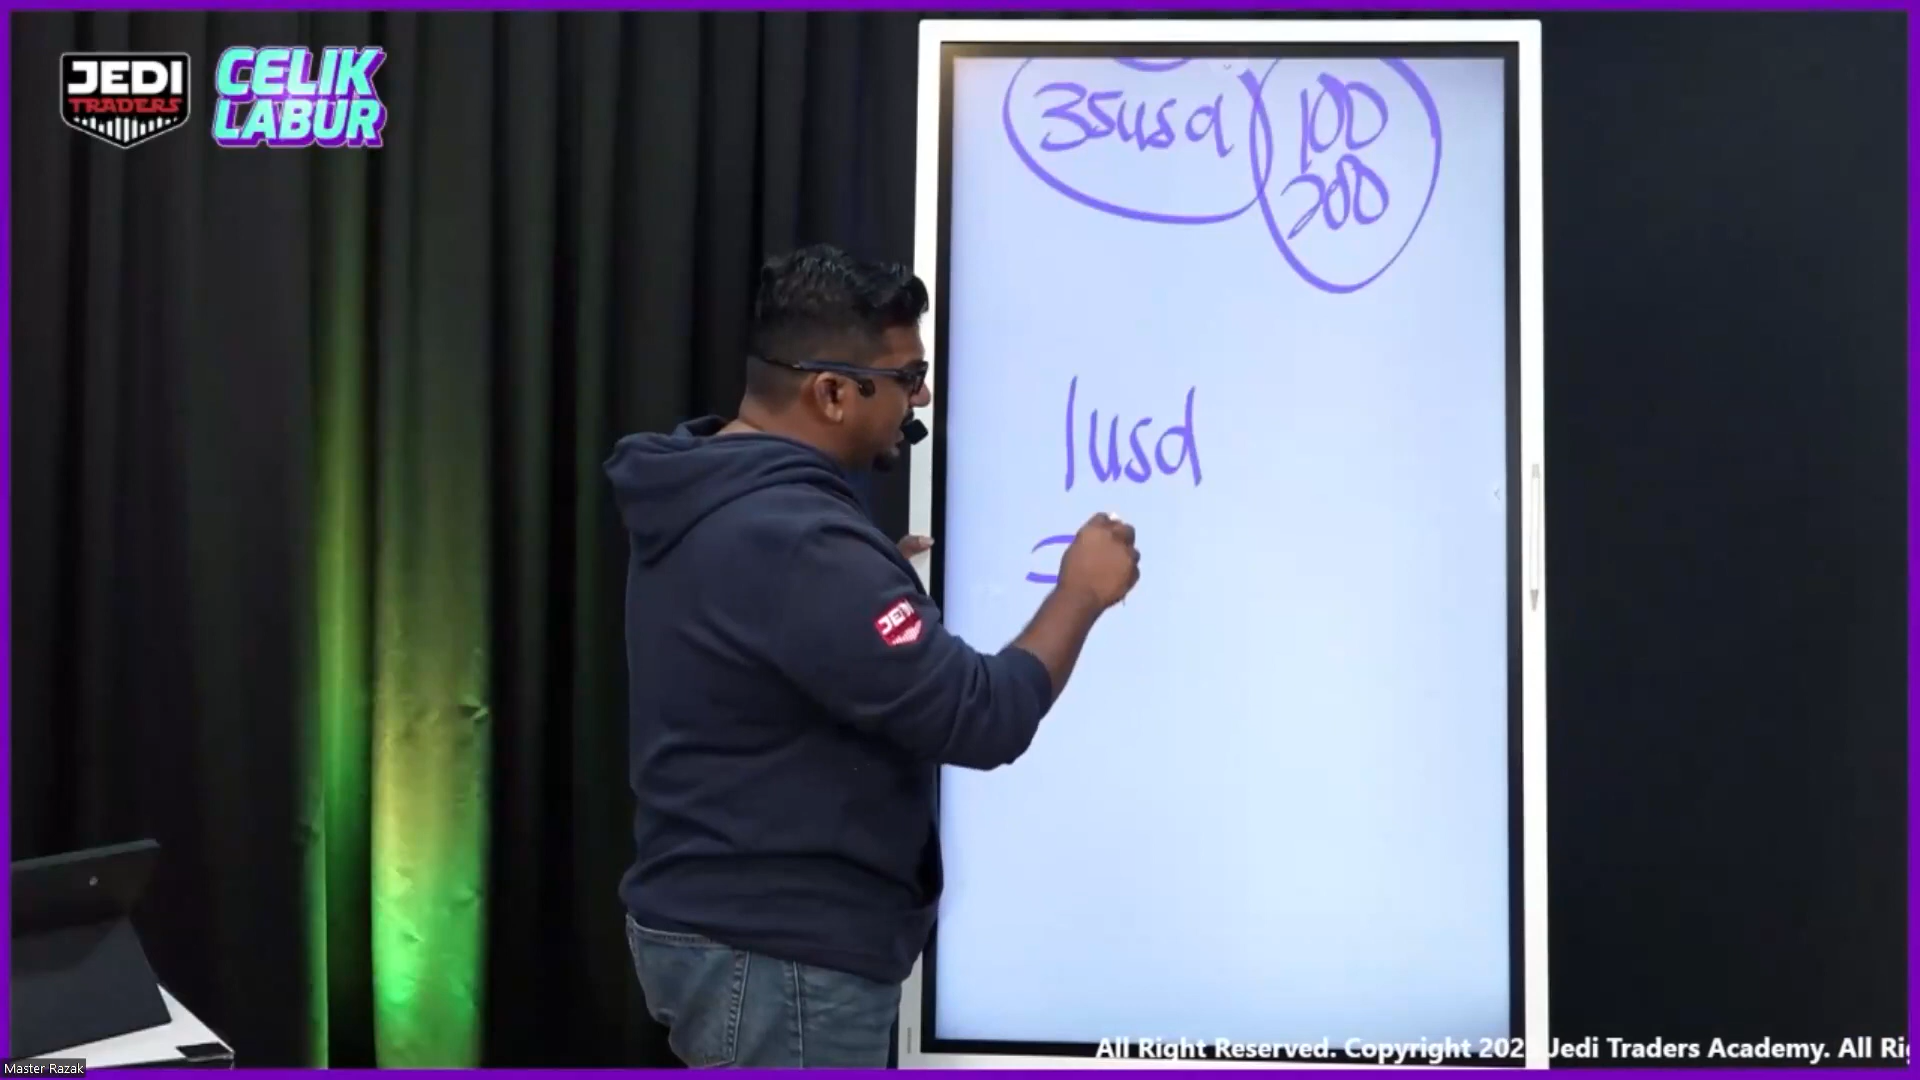 JEDI
TRADERS
CELIK
LABUR
35usd
100
200
1usd
=
JEDI
All Right Reserved. Copyright 202 Jedi Traders Academy. All Ri
Master Razak